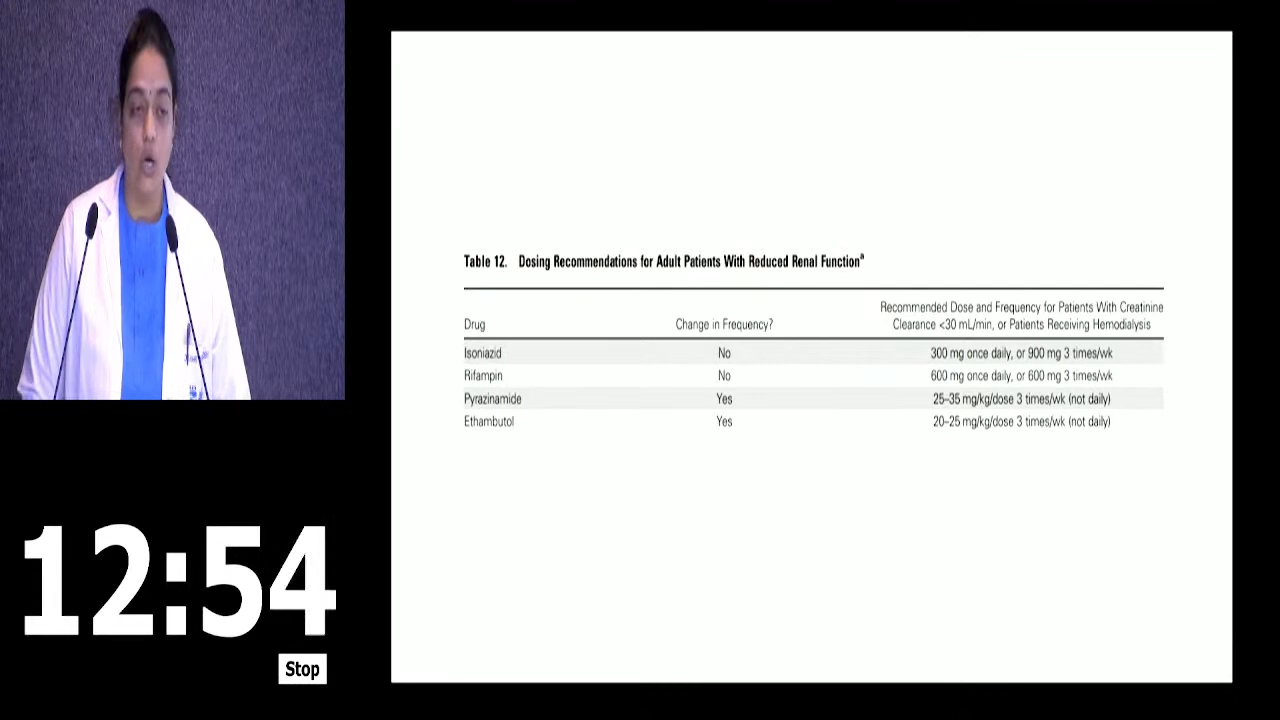 Table 12. Dosing Recommendations for Adult Patients With Reduced Renal Functionª
Drug Change in Frequency? Recommended Dose and Frequency for Patients With Creatinine
Clearance <30 mL/min, or Patients Receiving Hemodialysis
Isoniazid No 300 mg once daily, or 900 mg 3 times/wk
Rifampin No 600 mg once daily, or 600 mg 3 times/wk
Pyrazinamide Yes 25–35 mg/kg/dose 3 times/wk (not daily)
Ethambutol Yes 20–25 mg/kg/dose 3 times/wk (not daily)
12:54
Stop